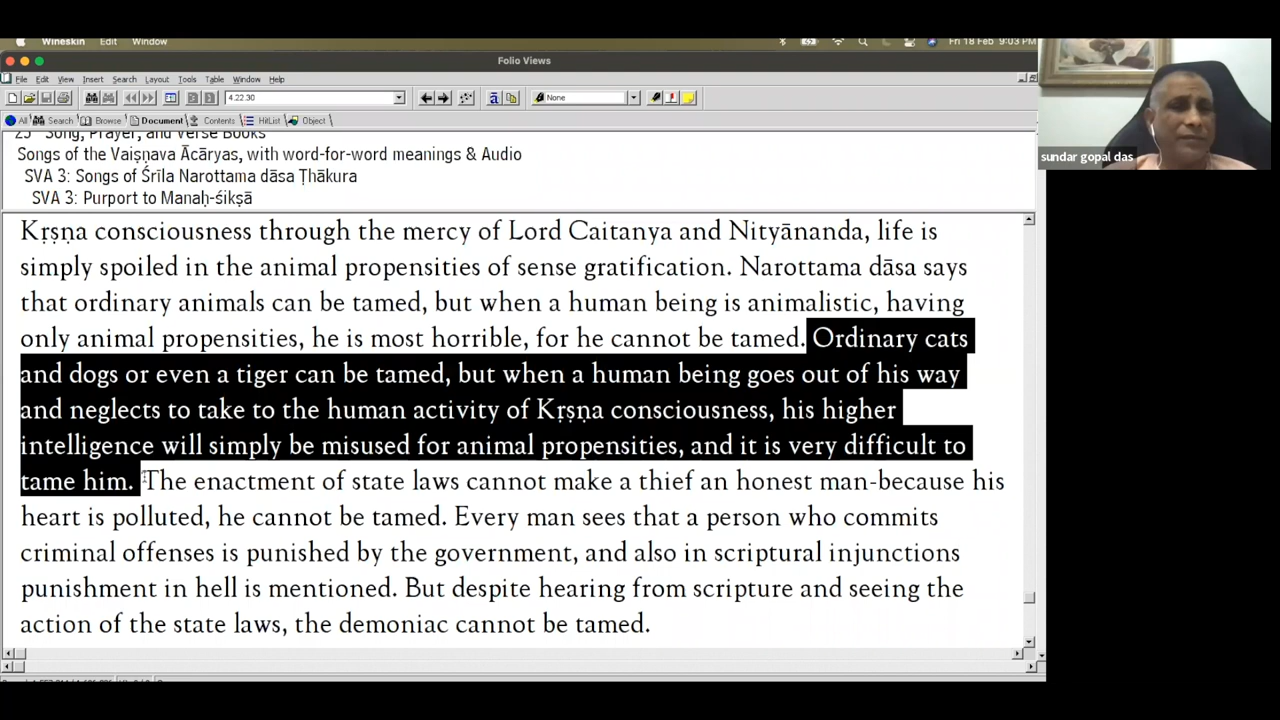 Wineskin Edit Window Fri 18 Feb 9:03 PM
Folio Views
File Edit View Insert Search Layout Tools Table Window Help
4.22.30 None
All Search Browse Document Contents HitList Object
25 Song, Prayer, and Verse Books
Songs of the Vaiṣṇava Ācāryas, with word-for-word meanings & Audio
SVA 3: Songs of Śrīla Narottama dāsa Ṭhākura
SVA 3: Purport to Manaḥ-śikṣā
sundar gopal das
Kṛṣṇa consciousness through the mercy of Lord Caitanya and Nityānanda, life is
simply spoiled in the animal propensities of sense gratification. Narottama dāsa says
that ordinary animals can be tamed, but when a human being is animalistic, having
only animal propensities, he is most horrible, for he cannot be tamed. Ordinary cats
and dogs or even a tiger can be tamed, but when a human being goes out of his way
and neglects to take to the human activity of Kṛṣṇa consciousness, his higher
intelligence will simply be misused for animal propensities, and it is very difficult to
tame him. The enactment of state laws cannot make a thief an honest man-because his
heart is polluted, he cannot be tamed. Every man sees that a person who commits
criminal offenses is punished by the government, and also in scriptural injunctions
punishment in hell is mentioned. But despite hearing from scripture and seeing the
action of the state laws, the demoniac cannot be tamed.